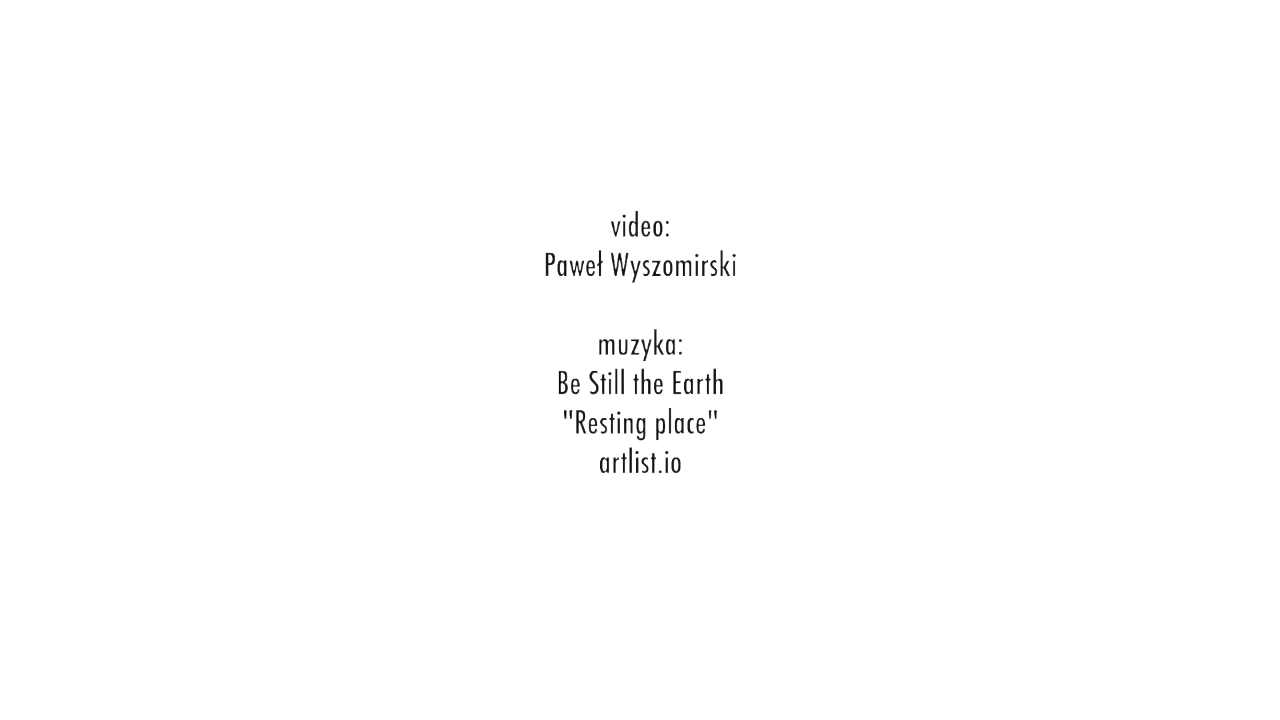 video:
Paweł Wyszomirski
muzyka:
Be Still the Earth
"Resting place"
artlist.io